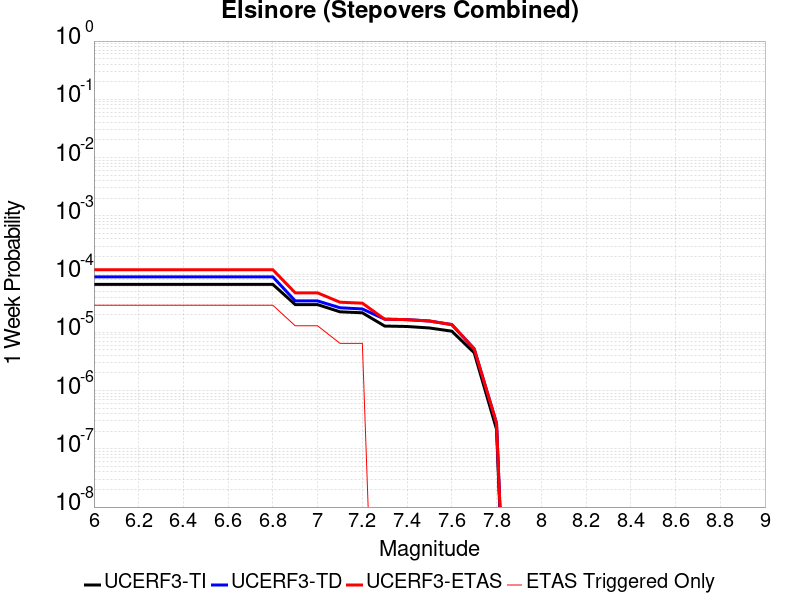 Elsinore (Stepovers Combined)
10^0
10^-1
10^-2
10^-3
10^-4
10^-5
10^-6
10^-7
10^-8
1 Week Probability
6 6.2 6.4 6.6 6.8 7 7.2 7.4 7.6 7.8 8 8.2 8.4 8.6 8.8 9
Magnitude
UCERF3-TI UCERF3-TD UCERF3-ETAS ETAS Triggered Only